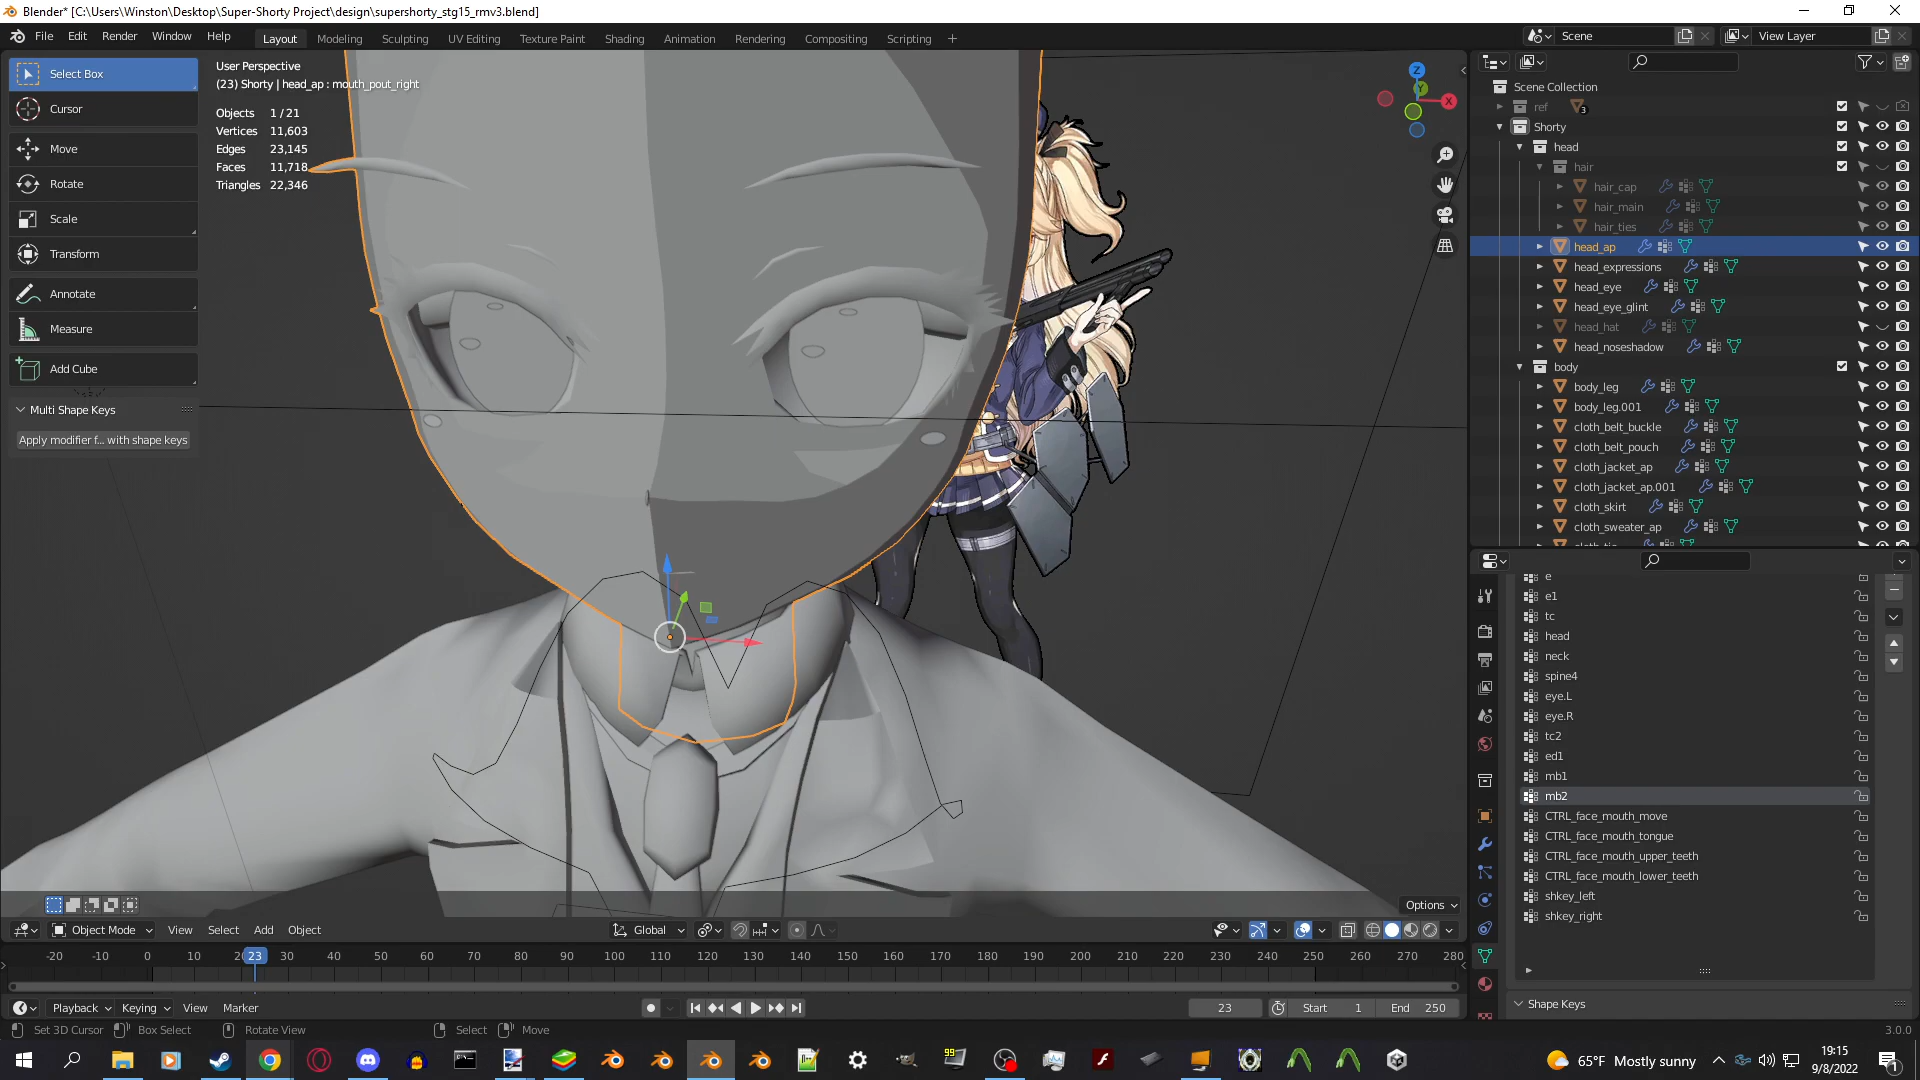 Blender* [C:\Users\Winston\Desktop\Super-Shorty Project\design\supershorty_stg15_rmv3.blend]
File Edit Render Window Help
Layout Modeling Sculpting UV Editing Texture Paint Shading Animation Rendering Compositing Scripting +
Scene
View Layer
Select Box
Cursor
Move
Rotate
Scale
Transform
Annotate
Measure
Add Cube
Multi Shape Keys
Apply modifier f... with shape keys
User Perspective
(23) Shorty | head_ap : mouth_pout_right
Objects 1 / 21
Vertices 11,603
Edges 23,145
Faces 11,718
Triangles 22,346
Z
Y
X
Scene Collection
ref 3
Shorty
head
hair
hair_cap
hair_main
hair_ties
head_ap
head_expressions
head_eye
head_eye_glint
head_hat
head_noseshadow
body
body_leg
body_leg.001
cloth_belt_buckle
cloth_belt_pouch
cloth_jacket_ap
cloth_jacket_ap.001
cloth_skirt
cloth_sweater_ap
e
e1
tc
head
neck
spine4
eye.L
eye.R
tc2
ed1
mb1
mb2
CTRL_face_mouth_move
CTRL_face_mouth_tongue
CTRL_face_mouth_upper_teeth
CTRL_face_mouth_lower_teeth
shkey_left
shkey_right
Shape Keys
Options
Object Mode View Select Add Object
Global
-20 -10 0 10 20 23 30 40 50 60 70 80 90 100 110 120 130 140 150 160 170 180 190 200 210 220 230 240 250 260 270 280
Playback Keying View Marker
23
Start 1
End 250
Set 3D Cursor
Box Select
Rotate View
Select
Move
3.0.0
99
65°F Mostly sunny
19:15
9/8/2022
1